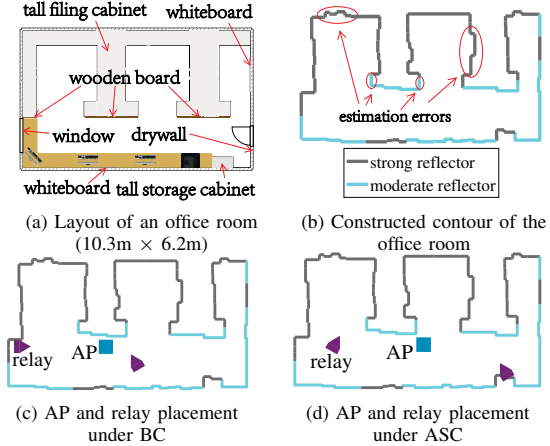 tall filing cabinet
whiteboard
wooden board
window
drywall
whiteboard
tall storage cabinet
(a) Layout of an office room
(10.3m × 6.2m)
estimation errors
strong reflector
moderate reflector
(b) Constructed contour of the
office room
relay
AP
(c) AP and relay placement
under BC
relay
AP
(d) AP and relay placement
under ASC